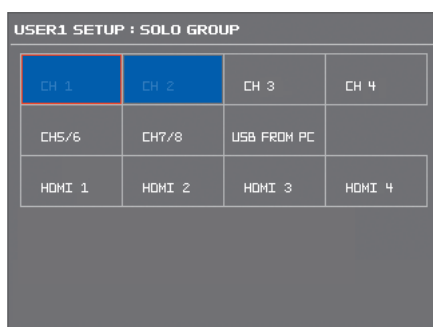 USER1 SETUP : SOLO GROUP
CH 1 CH 2 CH 3 CH 4
CH5/6 CH7/8 USB FROM PC
HDMI 1 HDMI 2 HDMI 3 HDMI 4